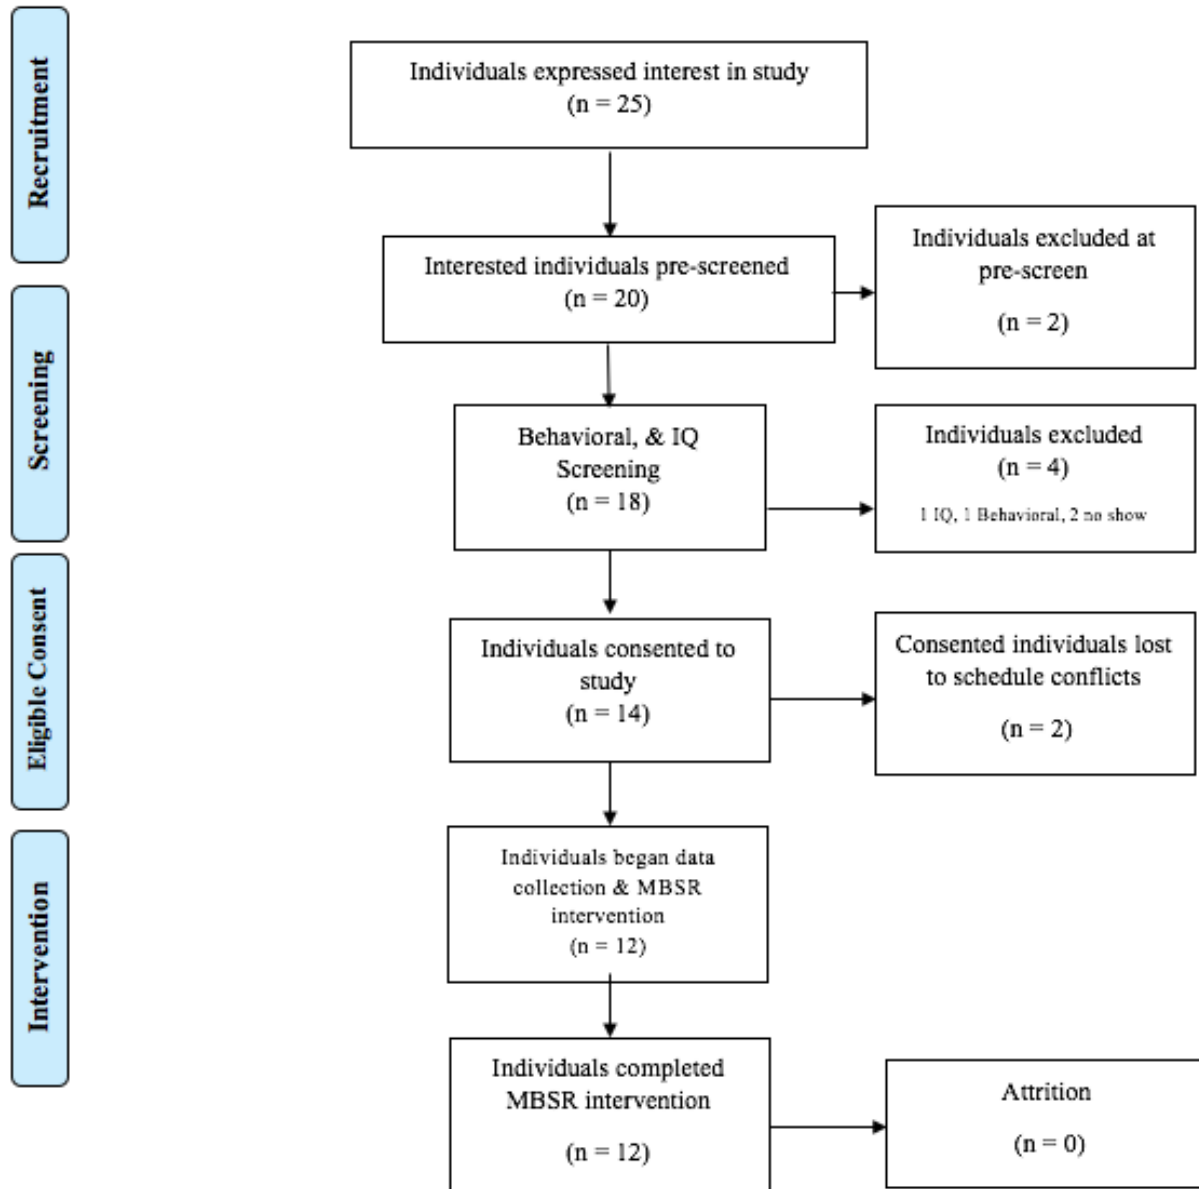 Recruitment
Individuals expressed interest in study
(n = 25)
Interested individuals pre-screened
(n = 20)
Individuals excluded at
pre-screen
(n = 2)
Screening
Behavioral, & IQ
Screening
(n = 18)
Individuals excluded
(n = 4)
1 IQ, 1 Behavioral, 2 no show
Eligible Consent
Individuals consented to
study
(n = 14)
Consented individuals lost
to schedule conflicts
(n = 2)
Intervention
Individuals began data
collection & MBSR
intervention
(n = 12)
Individuals completed
MBSR intervention
(n = 12)
Attrition
(n = 0)